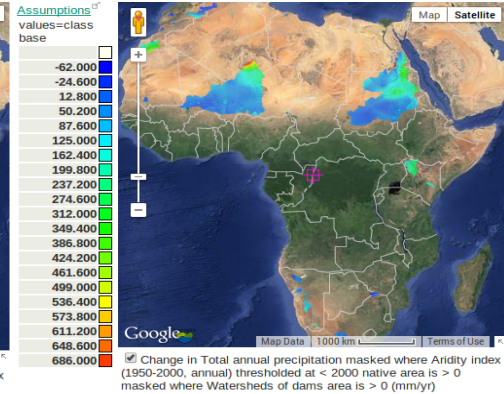 Assumptions
values=class
base
-62.000
-24.600
12.800
50.200
87.600
125.000
162.400
199.800
237.200
274.600
312.000
349.400
386.800
424.200
461.600
499.000
536.400
573.800
611.200
648.600
686.000
Map
Satellite
Google
Map Data
1000 km
Terms of Use
Change in Total annual precipitation masked where Aridity index
(1950-2000, annual) thresholded at < 2000 native area is > 0
masked where Watersheds of dams area is > 0 (mm/yr)